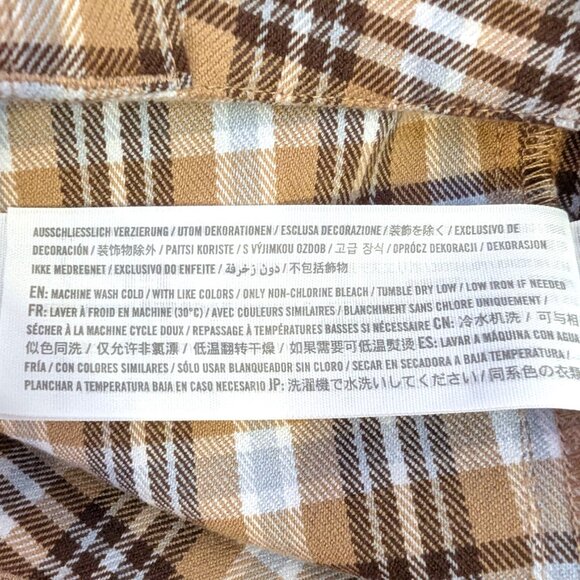 AUSSCHLIESSLICH VERZIERUNG / UTOM DEKORATIONEN / ESCLUSA DECORAZIONE / 装飾を除く / EXCLUSIVO DE
DECORACIÓN / 装饰物除外 / PAITSI KORISTE / S VÝJIMKOU OZDOB / 고급 장식 / OPRÓCZ DEKORACJI / DEKORASJON
IKKE MEDREGNET / EXCLUSIVO DO ENFEITE / دون زخرفة / 不包括飾物
EN: MACHINE WASH COLD / WITH LIKE COLORS / ONLY NON-CHLORINE BLEACH / TUMBLE DRY LOW / LOW IRON IF NEEDED
FR: LAVER À FROID EN MACHINE (30°C) / AVEC COULEURS SIMILAIRES / BLANCHIMENT SANS CHLORE UNIQUEMENT /
SÉCHER À LA MACHINE CYCLE DOUX / REPASSAGE À TEMPÉRATURES BASSES SI NÉCESSAIRE CN: 冷水机洗 / 可与相
似色同洗 / 仅允许非氯漂 / 低温翻转干燥 / 如果需要可低温熨烫 ES: LAVAR A MÁQUINA CON AGUA
FRÍA / CON COLORES SIMILARES / SÓLO USAR BLANQUEADOR SIN CLORO / SECAR EN SECADORA A BAJA TEMPERATURA /
PLANCHAR A TEMPERATURA BAJA EN CASO NECESARIO JP: 洗濯機で水洗いしてください / 同系色の衣類